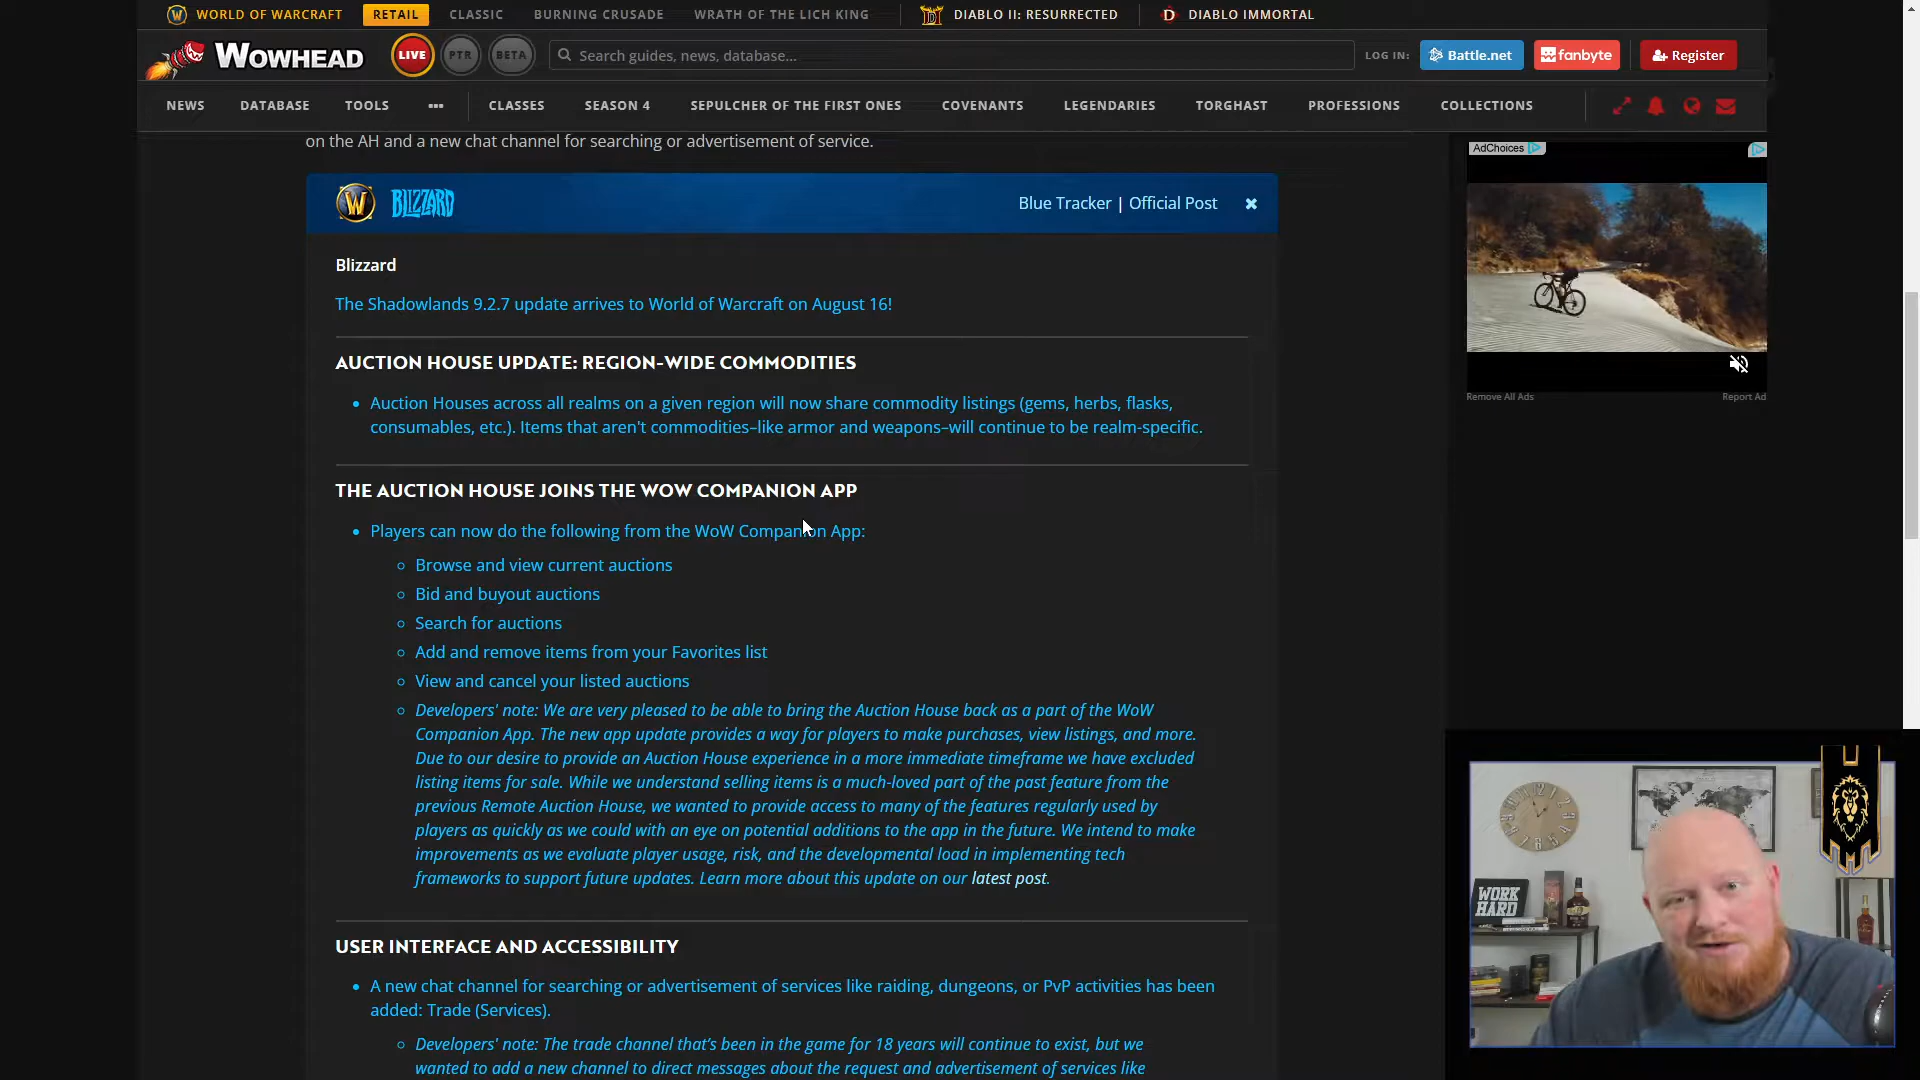 WORLD OF WARCRAFT RETAIL CLASSIC BURNING CRUSADE WRATH OF THE LICH KING DIABLO II: RESURRECTED DIABLO IMMORTAL
WOWHEAD LIVE PTR BETA Search guides, news, database... LOG IN: Battle.net fanbyte Register
NEWS DATABASE TOOLS ••• CLASSES SEASON 4 SEPULCHER OF THE FIRST ONES COVENANTS LEGENDARIES TORGHAST PROFESSIONS COLLECTIONS
on the AH and a new chat channel for searching or advertisement of service.
AdChoices
W BLIZZARD Blue Tracker | Official Post ×
Blizzard
The Shadowlands 9.2.7 update arrives to World of Warcraft on August 16!
AUCTION HOUSE UPDATE: REGION-WIDE COMMODITIES
• Auction Houses across all realms on a given region will now share commodity listings (gems, herbs, flasks,
consumables, etc.). Items that aren't commodities–like armor and weapons–will continue to be realm-specific.
Remove All Ads Report Ad
THE AUCTION HOUSE JOINS THE WOW COMPANION APP
• Players can now do the following from the WoW Companion App:
◦ Browse and view current auctions
◦ Bid and buyout auctions
◦ Search for auctions
◦ Add and remove items from your Favorites list
◦ View and cancel your listed auctions
◦ Developers' note: We are very pleased to be able to bring the Auction House back as a part of the WoW
Companion App. The new app update provides a way for players to make purchases, view listings, and more.
Due to our desire to provide an Auction House experience in a more immediate timeframe we have excluded
listing items for sale. While we understand selling items is a much-loved part of the past feature from the
previous Remote Auction House, we wanted to provide access to many of the features regularly used by
players as quickly as we could with an eye on potential additions to the app in the future. We intend to make
improvements as we evaluate player usage, risk, and the developmental load in implementing tech
frameworks to support future updates. Learn more about this update on our latest post.
WORK
HARD
USER INTERFACE AND ACCESSIBILITY
• A new chat channel for searching or advertisement of services like raiding, dungeons, or PvP activities has been
added: Trade (Services).
◦ Developers' note: The trade channel that's been in the game for 18 years will continue to exist, but we
wanted to add a new channel to direct messages about the request and advertisement of services like